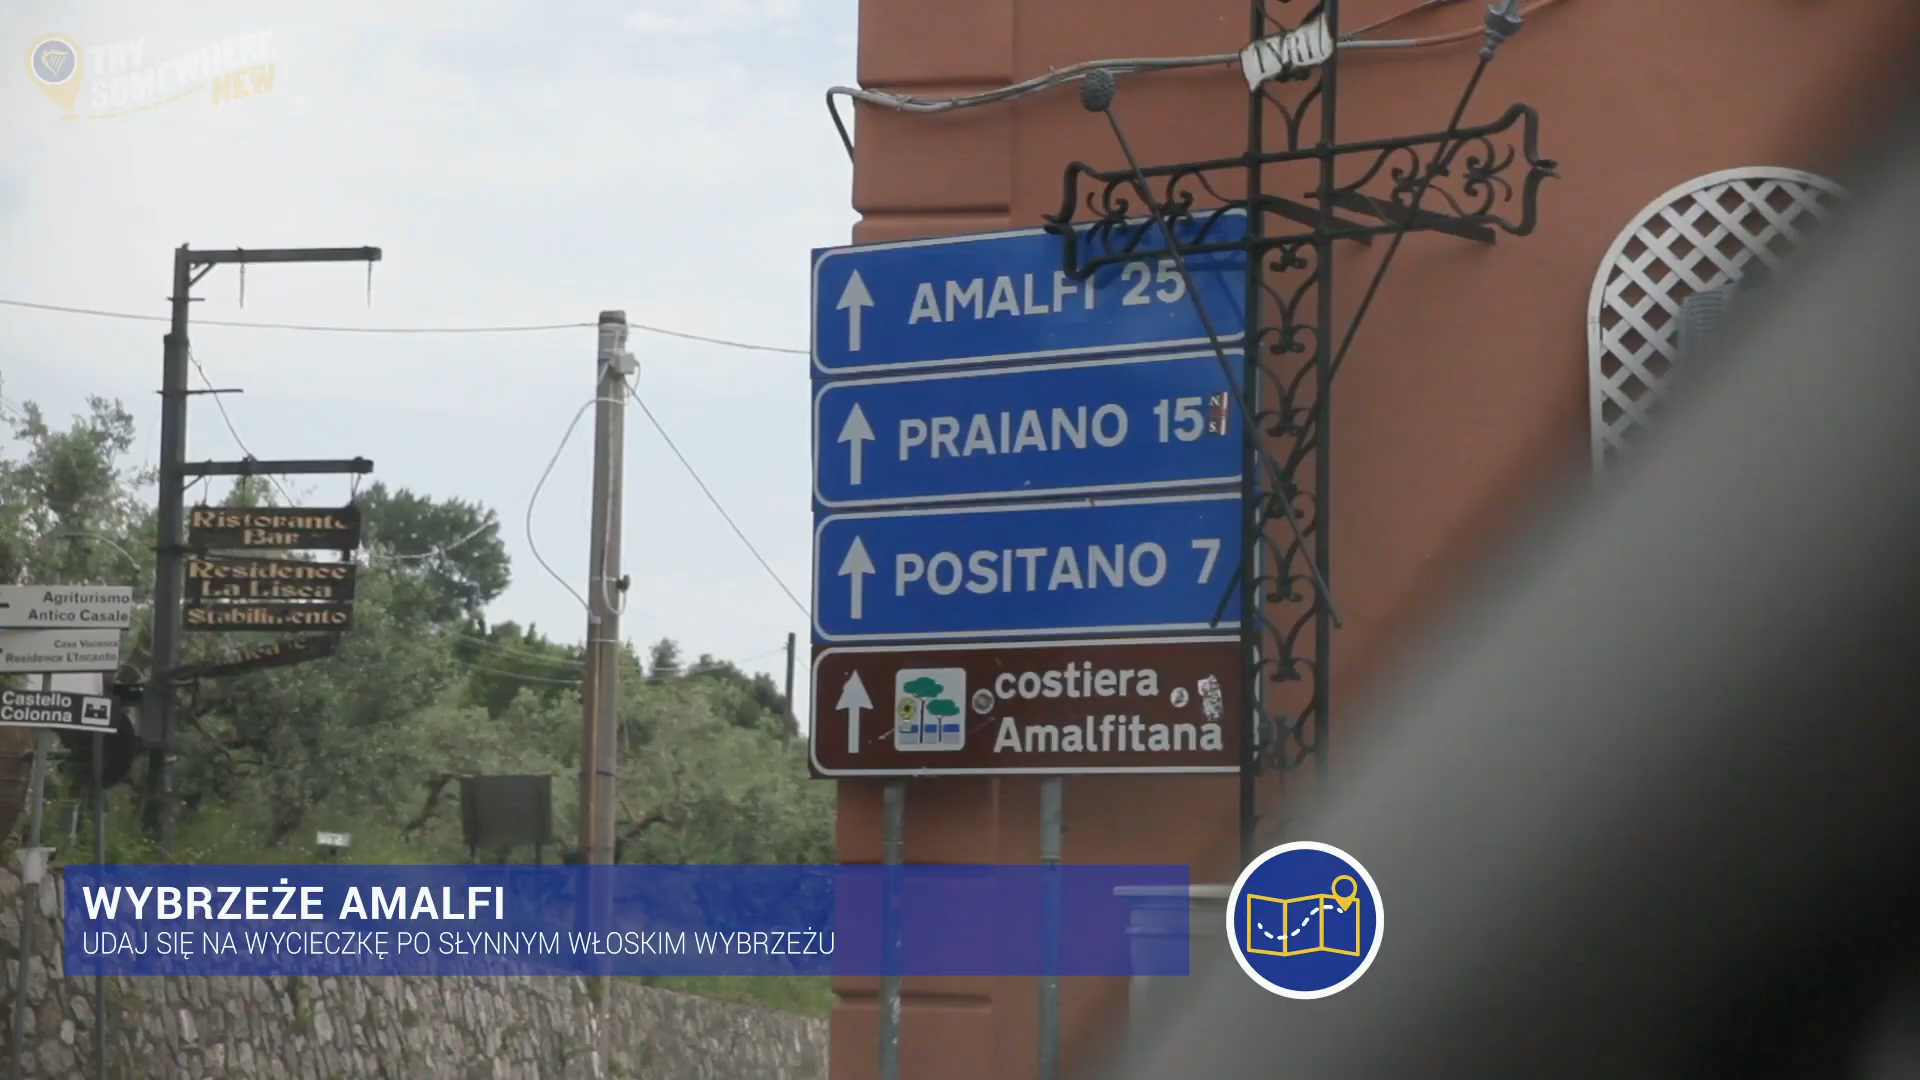 TRY
SOMEWHERE
NEW
AMALFI 25
PRAIANO 15
N.
S.
POSITANO 7
costiera
Amalfitana
Ristorante
Bar
Residence
La Lisca
Stabilimento
Agriturismo
Antico Casale
Casa Vacanze
Residence L'Incanto
Castello
Colonna
WYBRZEŻE AMALFI
UDAJ SIĘ NA WYCIECZKĘ PO SŁYNNYM WŁOSKIM WYBRZEŻU